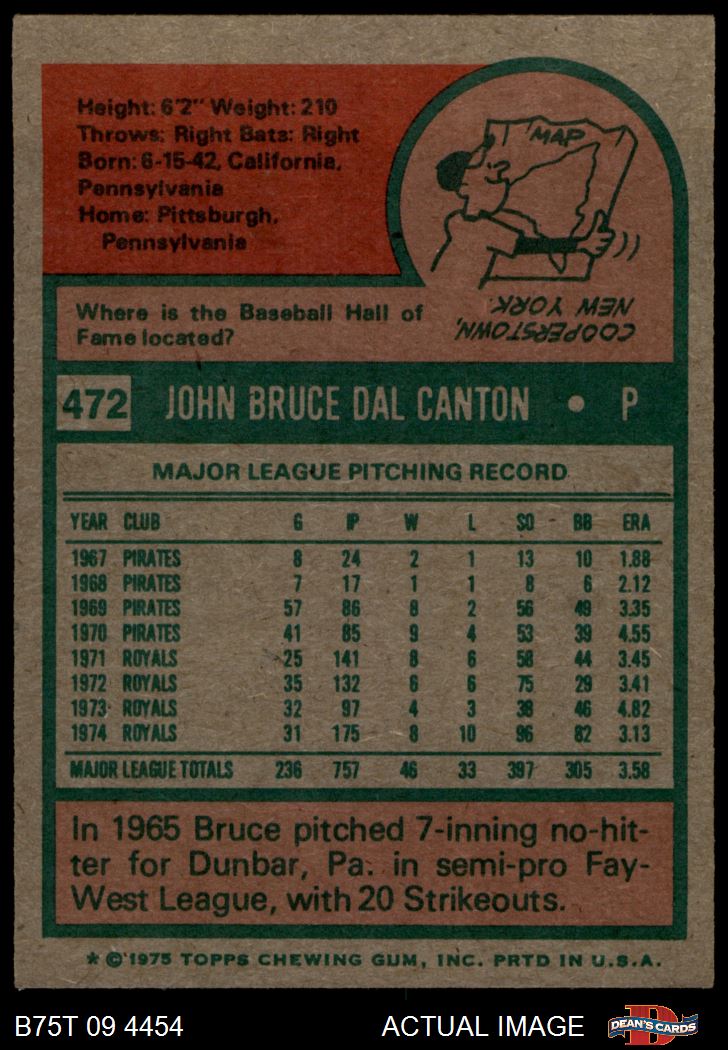 Height: 6'2" Weight: 210
Throws: Right Bats: Right
Born: 6-15-42, California,
Pennsylvania
Home: Pittsburgh,
Pennsylvania
MAP
COOPERSTOWN,
NEW YORK.
Where is the Baseball Hall of
Fame located?
472 JOHN BRUCE DAL CANTON • P
MAJOR LEAGUE PITCHING RECORD
YEAR CLUB G IP W L SO BB ERA
1967 PIRATES 8 24 2 1 13 10 1.88
1968 PIRATES 7 17 1 1 8 6 2.12
1969 PIRATES 57 86 8 2 56 49 3.35
1970 PIRATES 41 85 9 4 53 39 4.55
1971 ROYALS 25 141 8 6 58 44 3.45
1972 ROYALS 35 132 6 6 75 29 3.41
1973 ROYALS 32 97 4 3 38 46 4.82
1974 ROYALS 31 175 8 10 96 82 3.13
MAJOR LEAGUE TOTALS 236 757 46 33 397 305 3.58
In 1965 Bruce pitched 7-inning no-hit-
ter for Dunbar, Pa. in semi-pro Fay-
West League, with 20 Strikeouts.
* © 1975 TOPPS CHEWING GUM, INC. PRTD IN U.S.A.
B75T 09 4454 ACTUAL IMAGE D DEAN'S CARDS